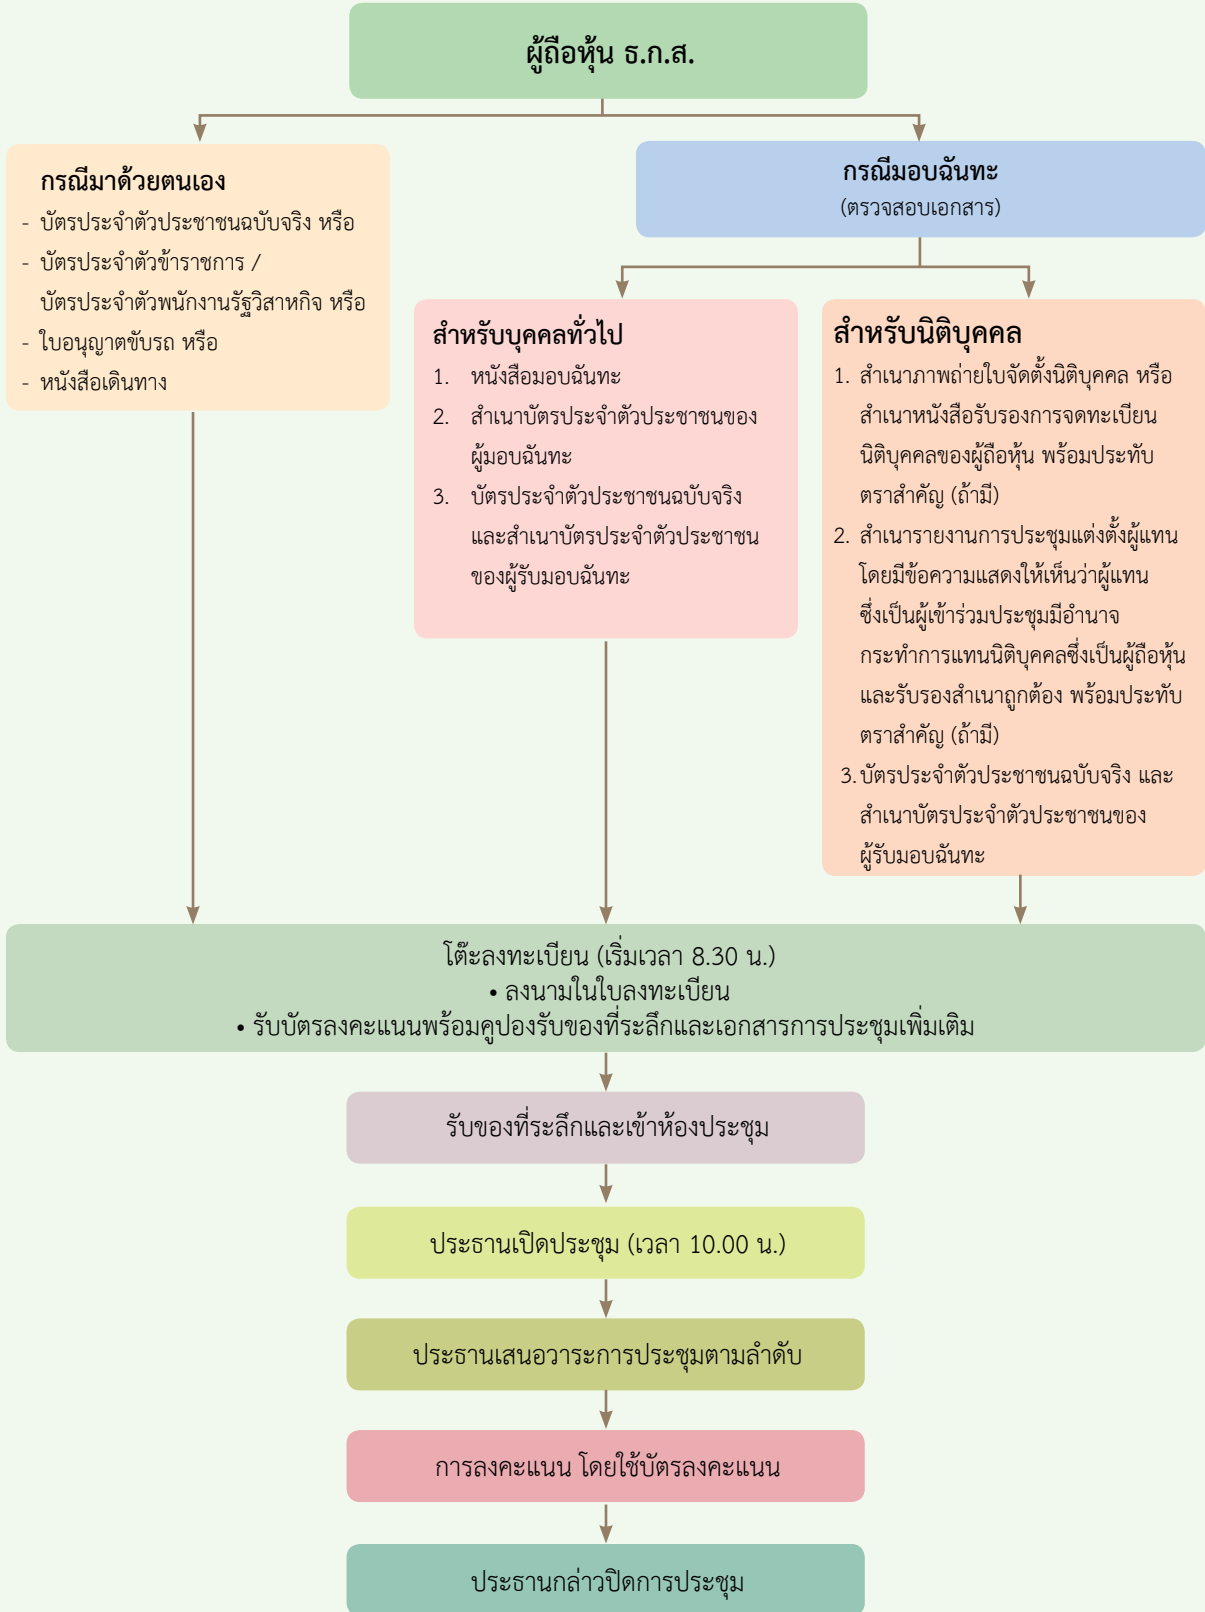 ผู้ถือหุ้น ธ.ก.ส.
กรณีมาด้วยตนเอง
- บัตรประจำตัวประชาชนฉบับจริง หรือ
- บัตรประจำตัวข้าราชการ /
บัตรประจำตัวพนักงานรัฐวิสาหกิจ หรือ
- ใบอนุญาตขับรถ หรือ
- หนังสือเดินทาง
กรณีมอบฉันทะ
(ตรวจสอบเอกสาร)
สำหรับบุคคลทั่วไป
1. หนังสือมอบฉันทะ
2. สำเนาบัตรประจำตัวประชาชนของ
ผู้มอบฉันทะ
3. บัตรประจำตัวประชาชนฉบับจริง
และสำเนาบัตรประจำตัวประชาชน
ของผู้รับมอบฉันทะ
สำหรับนิติบุคคล
1. สำเนาภาพถ่ายใบจัดตั้งนิติบุคคล หรือ
สำเนาหนังสือรับรองการจดทะเบียน
นิติบุคคลของผู้ถือหุ้น พร้อมประทับ
ตราสำคัญ (ถ้ามี)
2. สำเนารายงานการประชุมแต่งตั้งผู้แทน
โดยมีข้อความแสดงให้เห็นว่าผู้แทน
ซึ่งเป็นผู้เข้าร่วมประชุมมีอำนาจ
กระทำการแทนนิติบุคคลซึ่งเป็นผู้ถือหุ้น
และรับรองสำเนาถูกต้อง พร้อมประทับ
ตราสำคัญ (ถ้ามี)
3. บัตรประจำตัวประชาชนฉบับจริง และ
สำเนาบัตรประจำตัวประชาชนของ
ผู้รับมอบฉันทะ
โต๊ะลงทะเบียน (เริ่มเวลา 8.30 น.)
• ลงนามในใบลงทะเบียน
• รับบัตรลงคะแนนพร้อมคูปองรับของที่ระลึกและเอกสารการประชุมเพิ่มเติม
รับของที่ระลึกและเข้าห้องประชุม
ประธานเปิดประชุม (เวลา 10.00 น.)
ประธานเสนอวาระการประชุมตามลำดับ
การลงคะแนน โดยใช้บัตรลงคะแนน
ประธานกล่าวปิดการประชุม